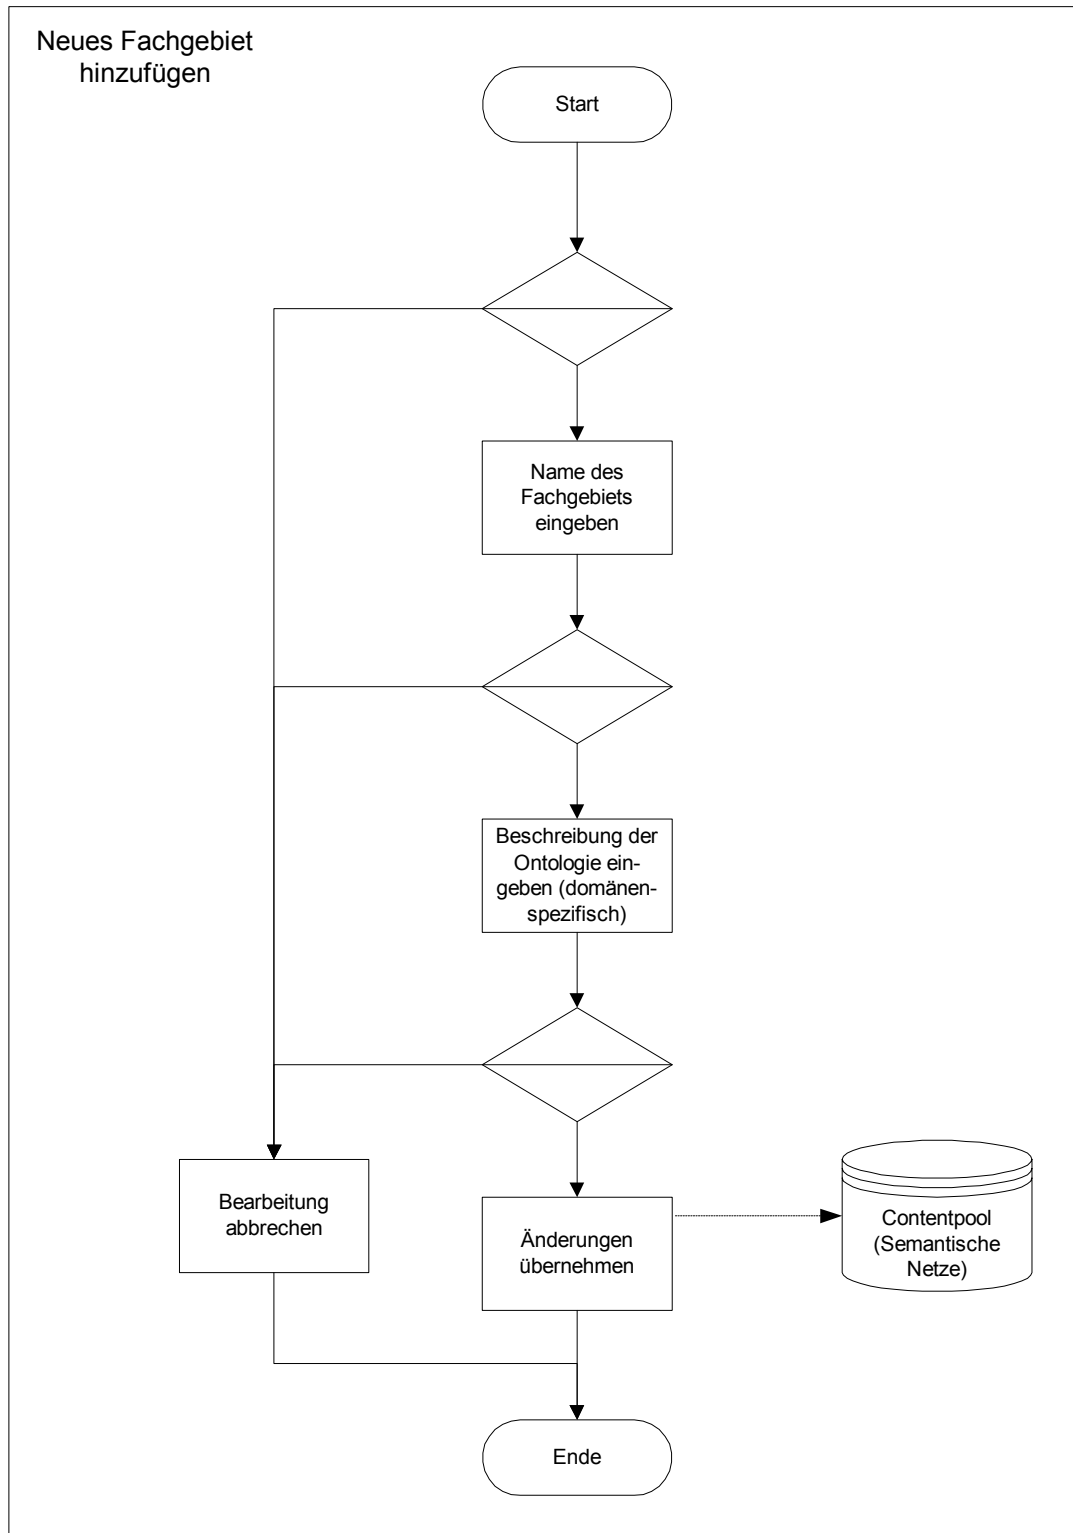 Neues Fachgebiet
hinzufügen
Start
Name des
Fachgebiets
eingeben
Beschreibung der
Ontologie ein-
geben (domänen-
spezifisch)
Bearbeitung
abbrechen
Änderungen
übernehmen
Contentpool
(Semantische
Netze)
Ende